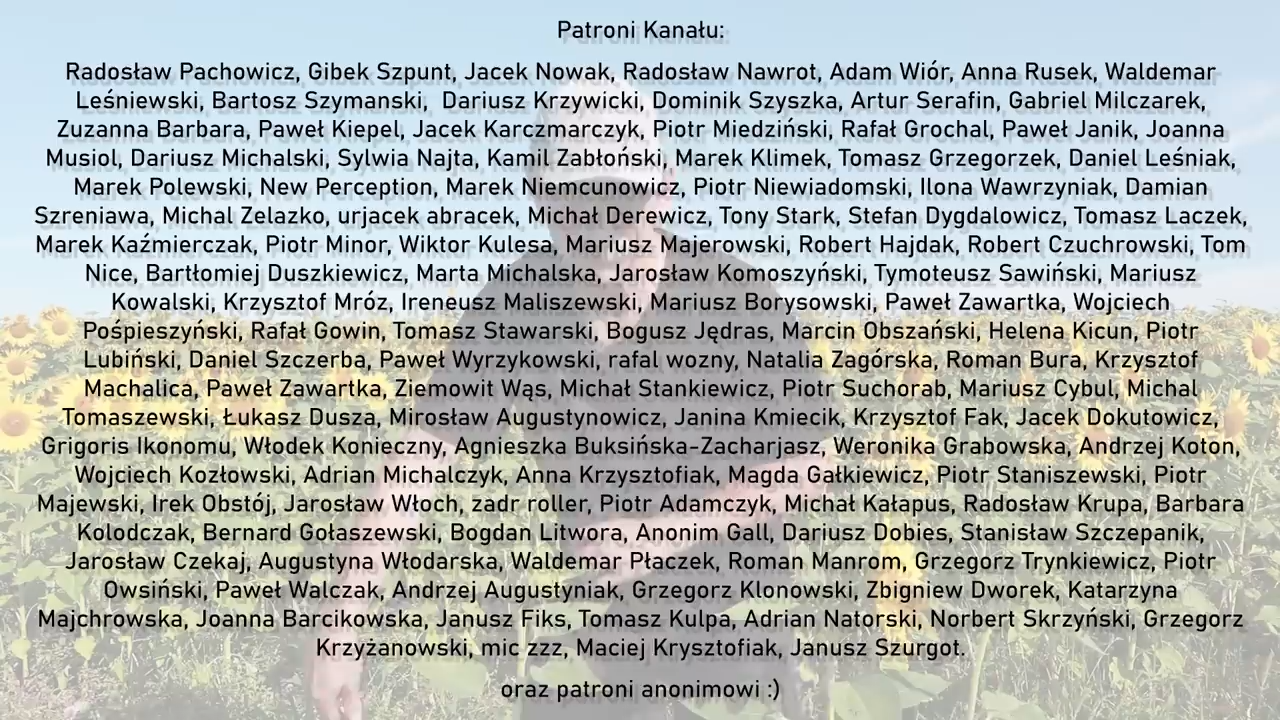 Patroni Kanału:
Radosław Pachowicz, Gibek Szpunt, Jacek Nowak, Radosław Nawrot, Adam Wiór, Anna Rusek, Waldemar
Leśniewski, Bartosz Szymanski, Dariusz Krzywicki, Dominik Szyszka, Artur Serafin, Gabriel Milczarek,
Zuzanna Barbara, Paweł Kiepel, Jacek Karczmarczyk, Piotr Miedziński, Rafał Grochal, Paweł Janik, Joanna
Musiol, Dariusz Michalski, Sylwia Najta, Kamil Zabłoński, Marek Klimek, Tomasz Grzegorzek, Daniel Leśniak,
Marek Polewski, New Perception, Marek Niemcunowicz, Piotr Niewiadomski, Ilona Wawrzyniak, Damian
Szreniawa, Michal Zelazko, urjacek abracek, Michał Derewicz, Tony Stark, Stefan Dygdalowicz, Tomasz Laczek,
Marek Kaźmierczak, Piotr Minor, Wiktor Kulesa, Mariusz Majerowski, Robert Hajdak, Robert Czuchrowski, Tom
Nice, Bartłomiej Duszkiewicz, Marta Michalska, Jarosław Komoszyński, Tymoteusz Sawiński, Mariusz
Kowalski, Krzysztof Mróz, Ireneusz Maliszewski, Mariusz Borysowski, Paweł Zawartka, Wojciech
Pośpieszyński, Rafał Gowin, Tomasz Stawarski, Bogusz Jędras, Marcin Obszański, Helena Kicun, Piotr
Lubiński, Daniel Szczerba, Paweł Wyrzykowski, rafal wozny, Natalia Zagórska, Roman Bura, Krzysztof
Machalica, Paweł Zawartka, Ziemowit Wąs, Michał Stankiewicz, Piotr Suchorab, Mariusz Cybul, Michal
Tomaszewski, Łukasz Dusza, Mirosław Augustynowicz, Janina Kmiecik, Krzysztof Fak, Jacek Dokutowicz,
Grigoris Ikonomu, Włodek Konieczny, Agnieszka Buksińska-Zacharjasz, Weronika Grabowska, Andrzej Koton,
Wojciech Kozłowski, Adrian Michalczyk, Anna Krzysztofiak, Magda Gałkiewicz, Piotr Staniszewski, Piotr
Majewski, Irek Obstój, Jarosław Włoch, zadr roller, Piotr Adamczyk, Michał Kałapus, Radosław Krupa, Barbara
Kolodczak, Bernard Gołaszewski, Bogdan Litwora, Anonim Gall, Dariusz Dobies, Stanisław Szczepanik,
Jarosław Czekaj, Augustyna Włodarska, Waldemar Płaczek, Roman Manrom, Grzegorz Trynkiewicz, Piotr
Owsiński, Paweł Walczak, Andrzej Augustyniak, Grzegorz Klonowski, Zbigniew Dworek, Katarzyna
Majchrowska, Joanna Barcikowska, Janusz Fiks, Tomasz Kulpa, Adrian Natorski, Norbert Skrzyński, Grzegorz
Krzyżanowski, mic zzz, Maciej Krysztofiak, Janusz Szurgot.
oraz patroni anonimowi :)